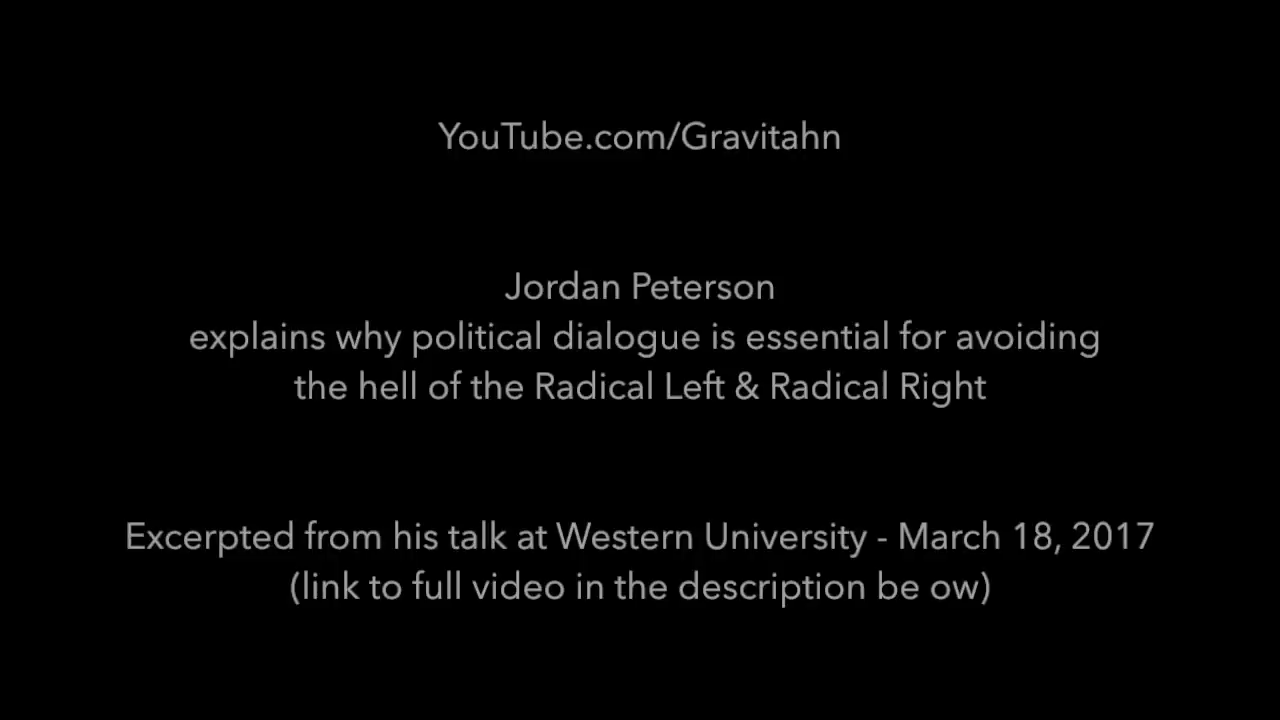 YouTube.com/Gravitahn
Jordan Peterson
explains why political dialogue is essential for avoiding
the hell of the Radical Left & Radical Right
Excerpted from his talk at Western University - March 18, 2017
(link to full video in the description be ow)